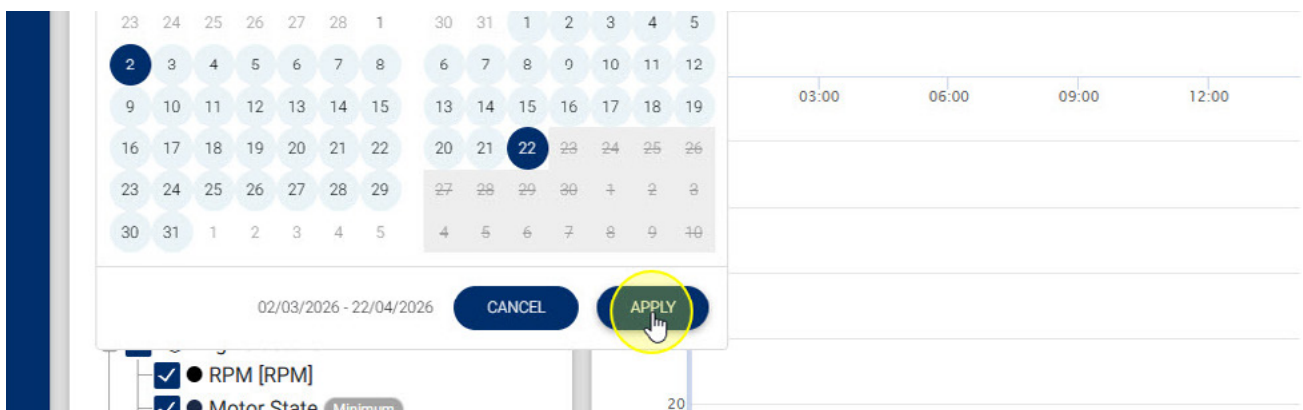 23 24 25 26 27 28 1 30 31 1 2 3 4 5
2 3 4 5 6 7 8 6 7 8 9 10 11 12
03:00 06:00 09:00 12:00
9 10 11 12 13 14 15 13 14 15 16 17 18 19
16 17 18 19 20 21 22 20 21 22 23 24 25 26
23 24 25 26 27 28 29 27 28 29 30 1 2 3
30 31 1 2 3 4 5 4 5 6 7 8 9 10
02/03/2026 - 22/04/2026 CANCEL APPLY
RPM [RPM]
Motor State Minimum
20